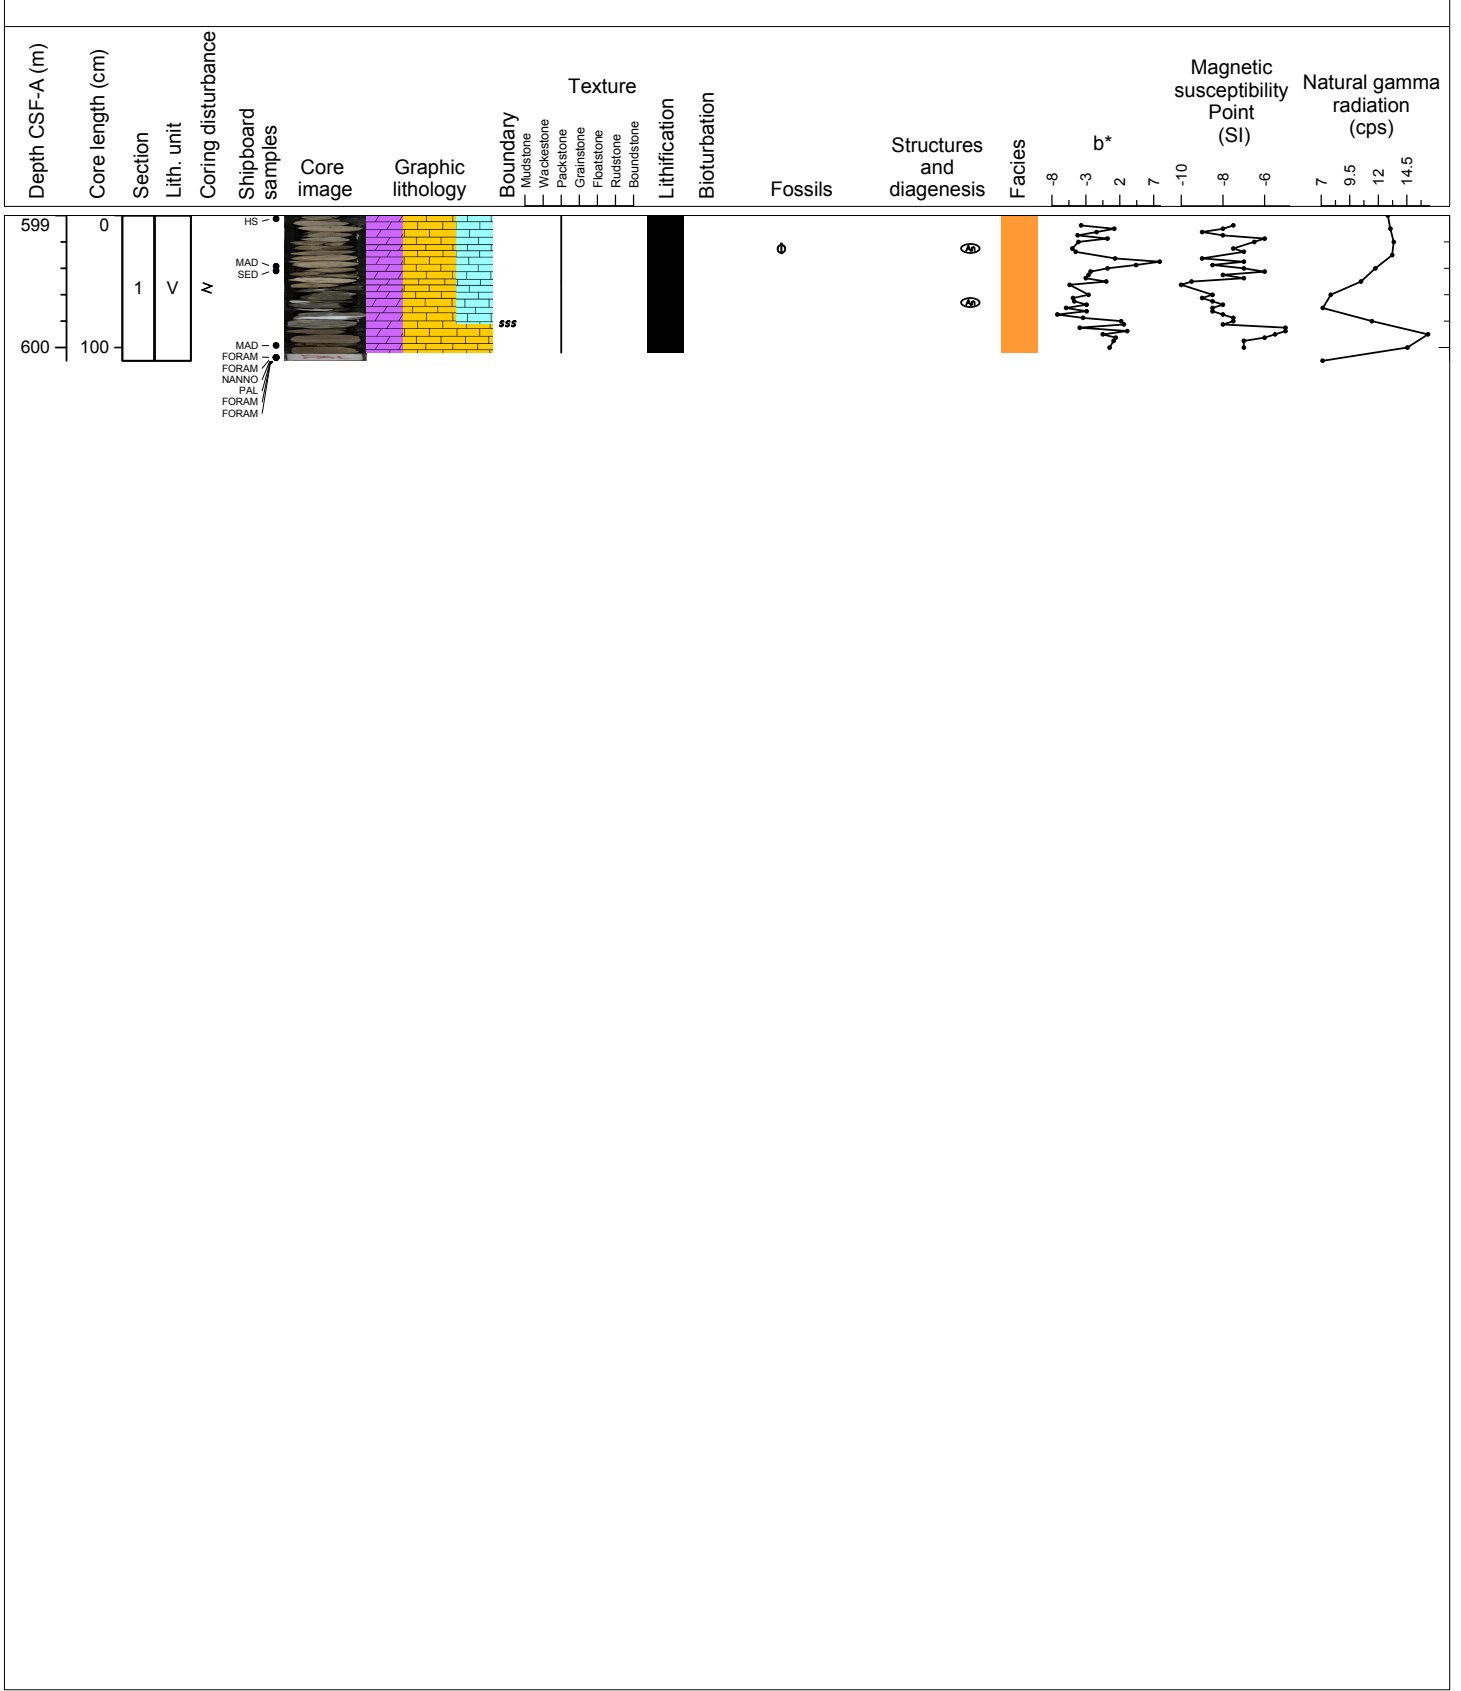 Depth CSF-A (m)
Core length (cm)
Section
Lith. unit
Coring disturbance
Shipboard
samples
Core
image
Graphic
lithology
Boundary
Texture
Mudstone
Wackestone
Packstone
Grainstone
Floatstone
Rudstone
Boundstone
Lithification
Bioturbation
Fossils
Structures
and
diagenesis
Facies
b*
-8
-3
2
7
Magnetic
susceptibility
Point
(SI)
-10
-8
-6
Natural gamma
radiation
(cps)
7
9.5
12
14.5
599
0
600
100
1
V
HS
MAD
SED
MAD
FORAM
FORAM
NANNO
PAL
FORAM
FORAM
sss
An
An